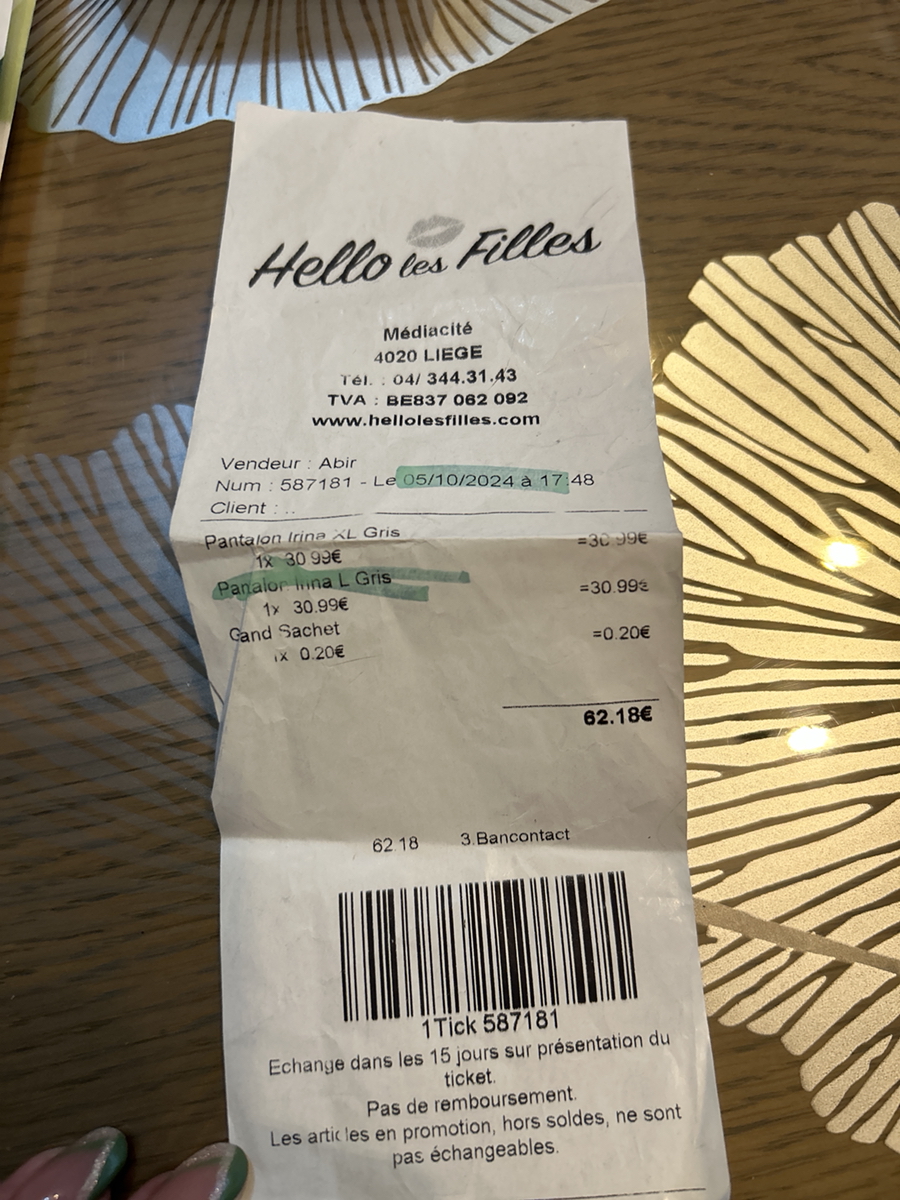 Hello les Filles
Médiacité
4020 LIEGE
Tél. : 04/ 344.31.43
TVA : BE837 062 092
www.hellolesfilles.com
Vendeur : Abir
Num : 587181 - Le 05/10/2024 à 17:48
Client : ..
Pantalon Irina XL Gris =30.99€
1x 30.99€
Panalon Irina L Gris =30.99€
1x 30.99€
Gand Sachet =0.20€
1x 0.20€
62.18€
62.18 3.Bancontact
1Tick 587181
Echange dans les 15 jours sur présentation du
ticket.
Pas de remboursement.
Les articles en promotion, hors soldes, ne sont
pas échangeables.